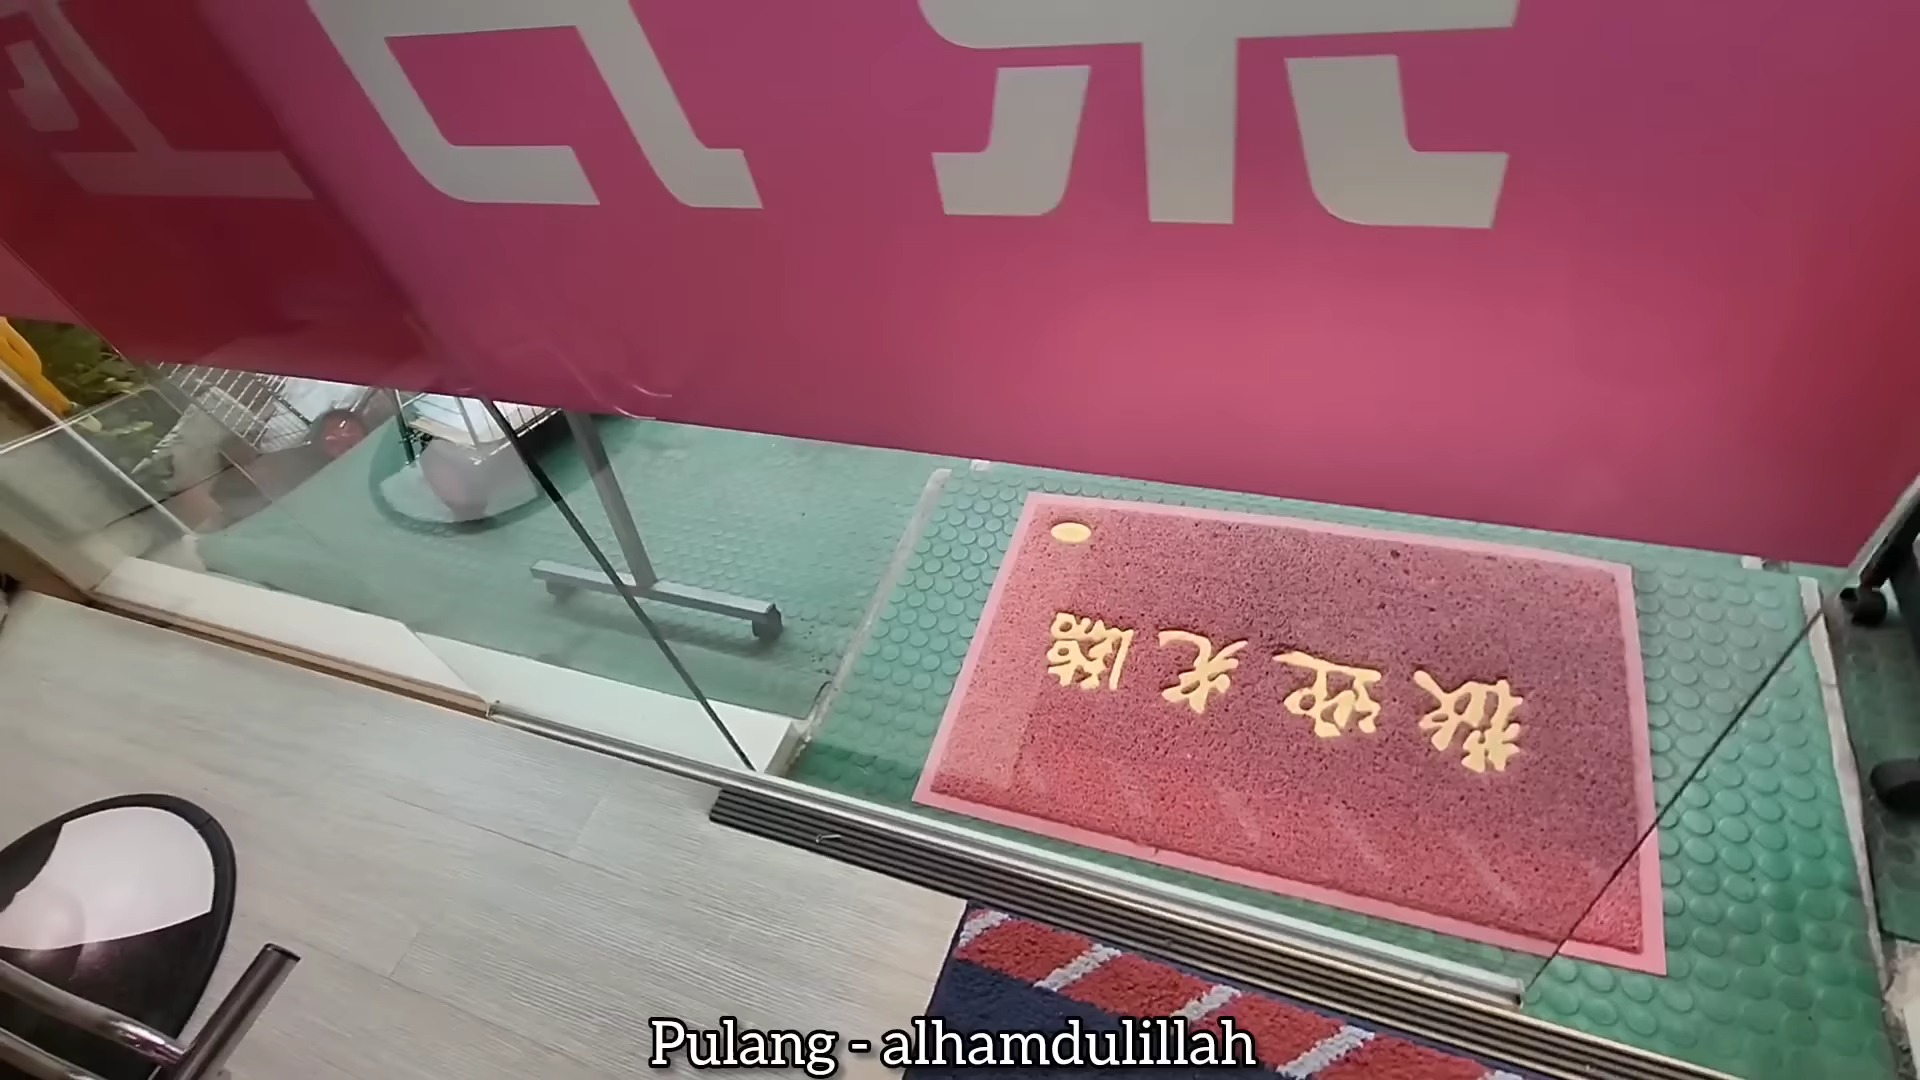 歡迎光臨
Pulang - alhamdulillah